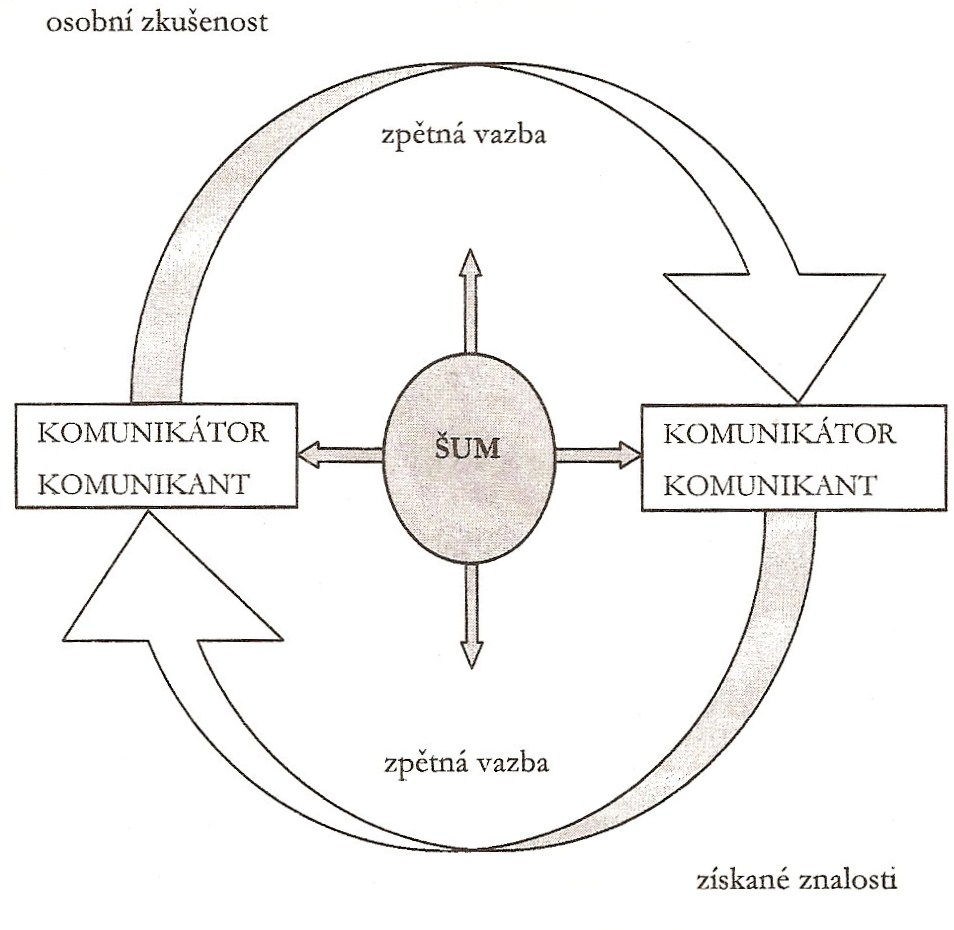 osobní zkušenost
zpětná vazba
KOMUNIKÁTOR
KOMUNIKANT
ŠUM
KOMUNIKÁTOR
KOMUNIKANT
zpětná vazba
získané znalosti